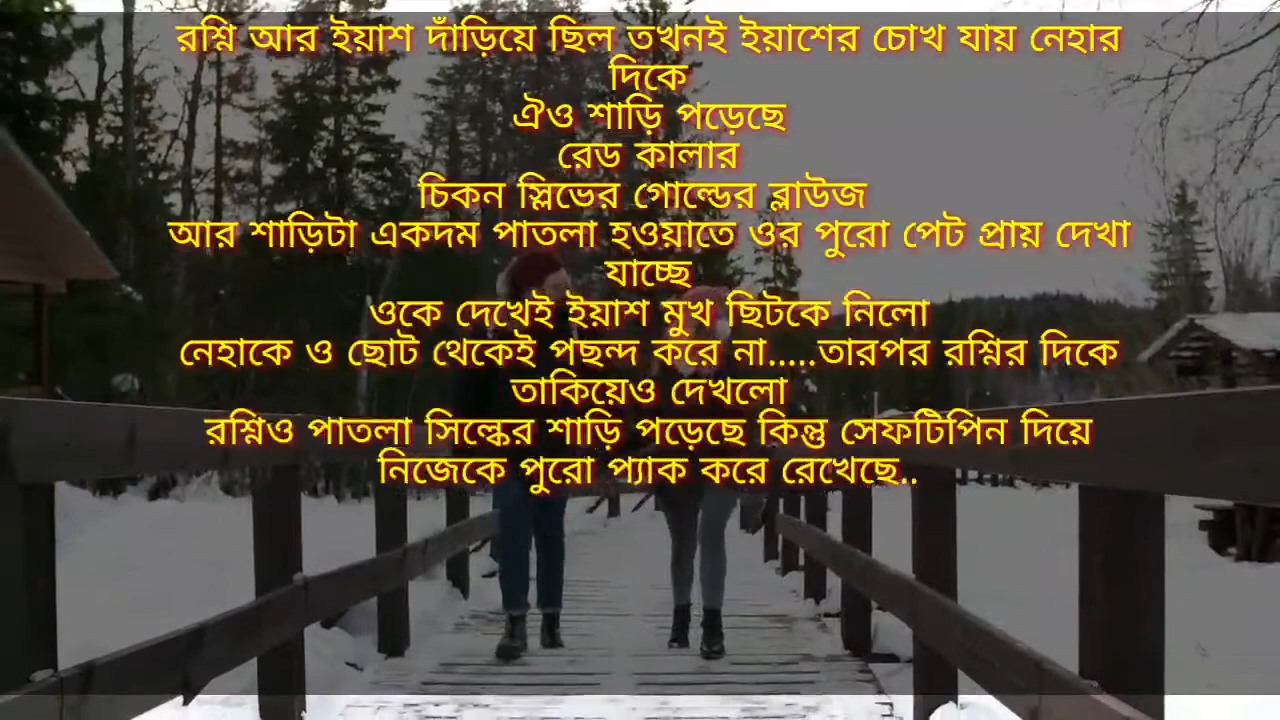 রশ্নি আর ইয়াশ দাঁড়িয়ে ছিল তখনই ইয়াশের চোখ যায় নেহার
দিকে
ঐও শাড়ি পড়েছে
রেড কালার
চিকন স্লিভের গোল্ডের ব্লাউজ
আর শাড়িটা একদম পাতলা হওয়াতে ওর পুরো পেট প্রায় দেখা
যাচ্ছে
ওকে দেখেই ইয়াশ মুখ ছিটকে নিলো
নেহাকে ও ছোট থেকেই পছন্দ করে না.....তারপর রশ্নির দিকে
তাকিয়েও দেখলো
রশ্নিও পাতলা সিল্কের শাড়ি পড়েছে কিন্তু সেফটিপিন দিয়ে
নিজেকে পুরো প্যাক করে রেখেছে..